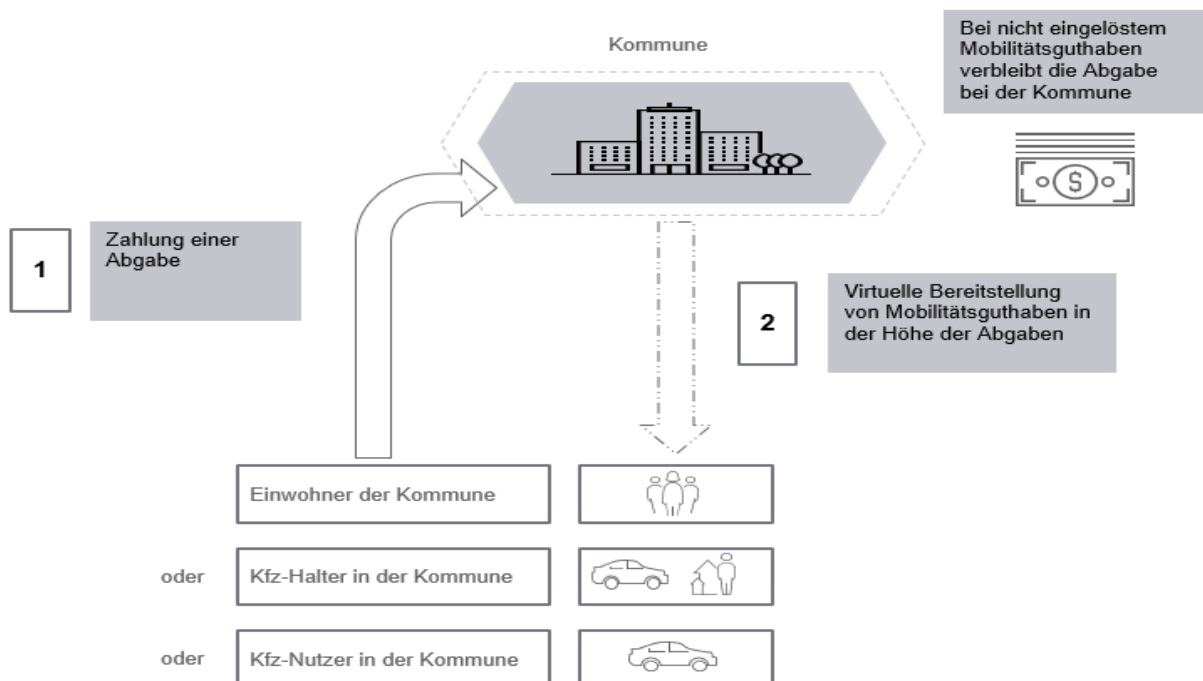 Kommune
Bei nicht eingelöstem
Mobilitätsguthaben
verbleibt die Abgabe
bei der Kommune
$
1
Zahlung einer
Abgabe
2
Virtuelle Bereitstellung
von Mobilitätsguthaben in
der Höhe der Abgaben
Einwohner der Kommune
oder
Kfz-Halter in der Kommune
oder
Kfz-Nutzer in der Kommune